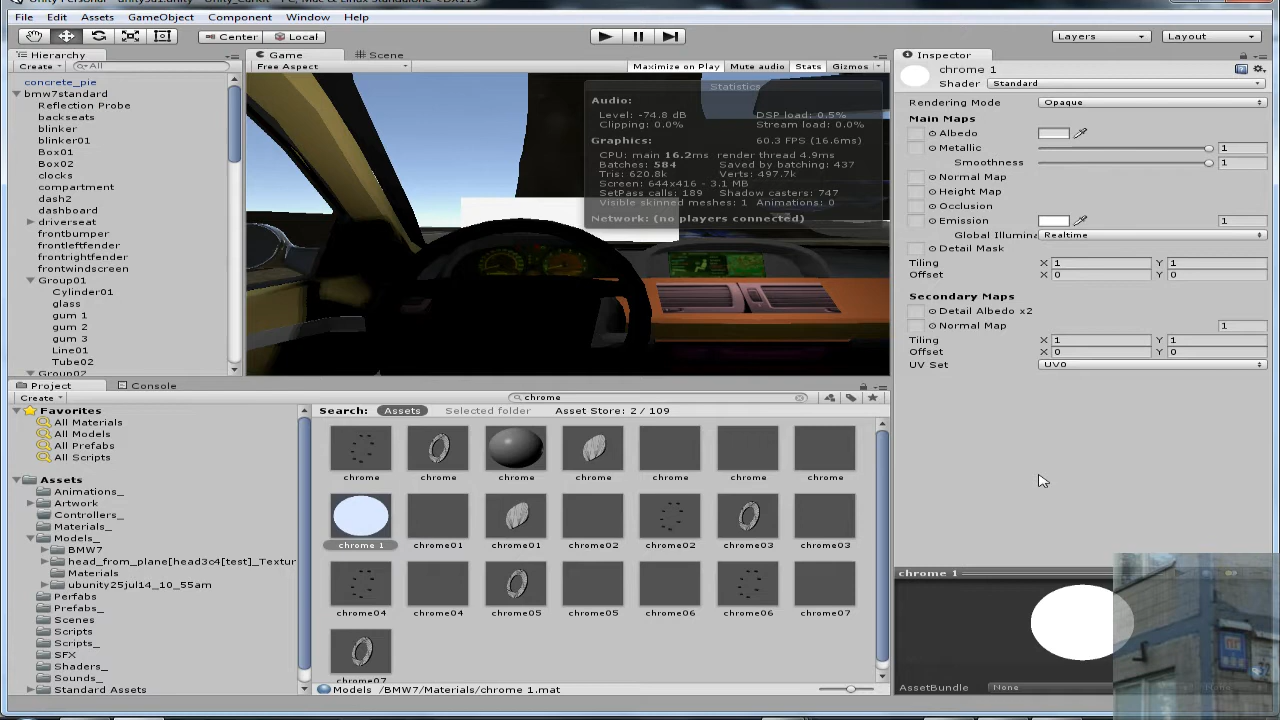 File Edit Assets GameObject Component Window Help
Center Local
Layers Layout
Hierarchy
Create All
concrete_pie
bmw7standard
Reflection Probe
backseats
blinker
blinker01
Box01
Box02
clocks
compartment
dash2
dashboard
driverseat
frontbumper
frontleftfender
frontrightfender
frontwindscreen
Group01
Cylinder01
glass
gum 1
gum 2
gum 3
Line01
Tube02
Group02
Game Scene
Free Aspect Maximize on Play Mute audio Stats Gizmos
Statistics
Audio:
Level: -74.8 dB DSP load: 0.5%
Clipping: 0.0% Stream load: 0.0%
Graphics: 60.3 FPS (16.6ms)
CPU: main 16.2ms render thread 4.9ms
Batches: 584 Saved by batching: 437
Tris: 620.8k Verts: 497.7k
Screen: 644x416 - 3.1 MB
SetPass calls: 189 Shadow casters: 747
Visible skinned meshes: 1 Animations: 0
Network: (no players connected)
Inspector
chrome 1
Shader Standard
Rendering Mode Opaque
Main Maps
Albedo
Metallic 1
Smoothness 1
Normal Map
Height Map
Occlusion
Emission 1
Global Illumina Realtime
Detail Mask
Tiling X 1 Y 1
Offset X 0 Y 0
Secondary Maps
Detail Albedo x2
Normal Map 1
Tiling X 1 Y 1
Offset X 0 Y 0
UV Set UV0
Project Console
Create chrome
Favorites
All Materials
All Models
All Prefabs
All Scripts
Assets
Animations_
Artwork
Controllers_
Materials_
Models_
BMW7
head_from_plane[head3c4[test]_Textur
Materials
ubunity25jul14_10_55am
Perfabs
Prefabs_
Scenes
Scripts
Scripts_
SFX
Shaders_
Sounds_
Standard Assets
Search: Assets Selected folder Asset Store: 2 / 109
chrome chrome chrome chrome chrome chrome chrome
chrome 1 chrome01 chrome01 chrome02 chrome02 chrome03 chrome03
chrome04 chrome04 chrome05 chrome05 chrome06 chrome06 chrome07
chrome07
Models_/BMW7/Materials/chrome 1.mat
chrome 1
AssetBundle None